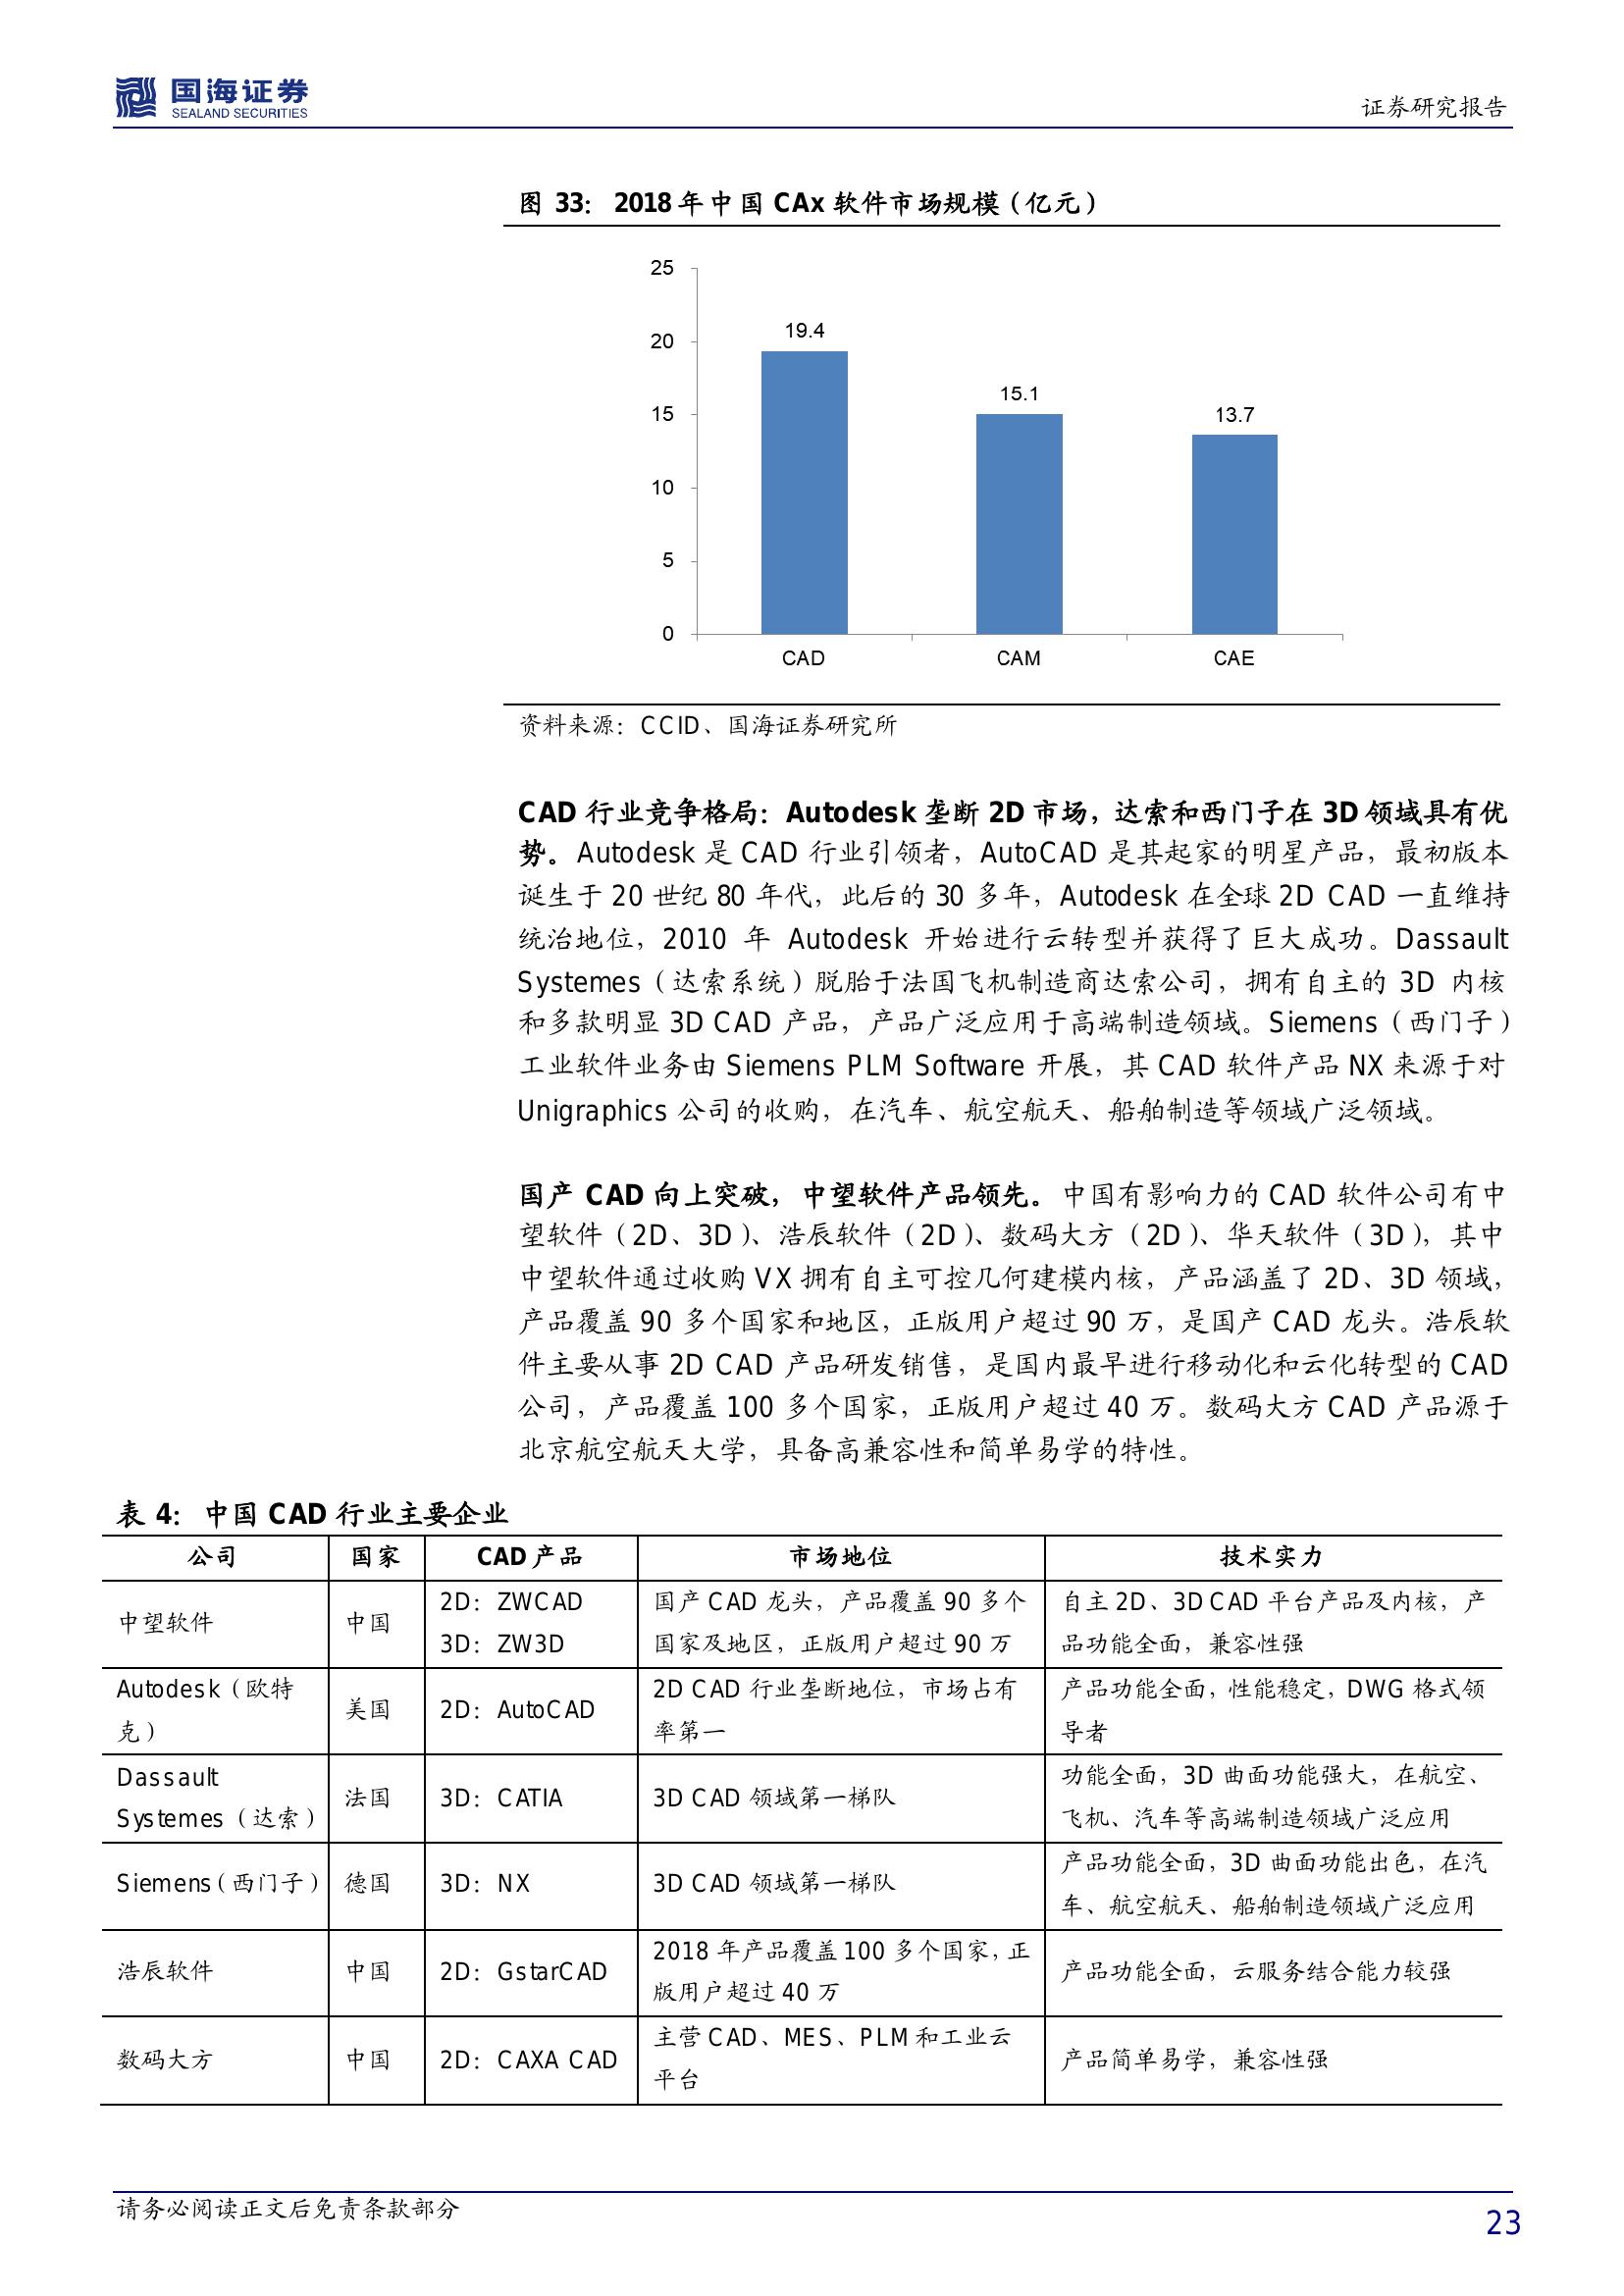 国海证券
SEALAND SECURITIES
证券研究报告
图 33： 2018 年中国 CAx 软件市场规模（亿元）
25
20
15
10
5
0
19.4
15.1
13.7
CAD
CAM
CAE
资料来源：CCID、国海证券研究所
CAD 行业竞争格局：Autodesk 垄断 2D 市场，达索和西门子在 3D 领域具有优
势。Autodesk 是 CAD 行业引领者，AutoCAD 是其起家的明星产品，最初版本
诞生于 20 世纪 80 年代，此后的 30 多年，Autodesk 在全球 2D CAD 一直维持
统治地位，2010 年 Autodesk 开始进行云转型并获得了巨大成功。Dassault
Systemes（达索系统）脱胎于法国飞机制造商达索公司，拥有自主的 3D 内核
和多款明显 3D CAD 产品，产品广泛应用于高端制造领域。Siemens（西门子）
工业软件业务由 Siemens PLM Software 开展，其 CAD 软件产品 NX 来源于对
Unigraphics 公司的收购，在汽车、航空航天、船舶制造等领域广泛领域。
国产 CAD 向上突破，中望软件产品领先。中国有影响力的 CAD 软件公司有中
望软件（2D、3D）、浩辰软件（2D）、数码大方（2D）、华天软件（3D），其中
中望软件通过收购 VX 拥有自主可控几何建模内核，产品涵盖了 2D、3D 领域，
产品覆盖 90 多个国家和地区，正版用户超过 90 万，是国产 CAD 龙头。浩辰软
件主要从事 2D CAD 产品研发销售，是国内最早进行移动化和云化转型的 CAD
公司，产品覆盖 100 多个国家，正版用户超过 40 万。数码大方 CAD 产品源于
北京航空航天大学，具备高兼容性和简单易学的特性。
表 4： 中国 CAD 行业主要企业
公司 国家 CAD 产品 市场地位 技术实力
中望软件 中国 2D：ZWCAD
3D：ZW3D
国产 CAD 龙头，产品覆盖 90 多个
国家及地区，正版用户超过 90 万
自主 2D、3D CAD 平台产品及内核，产
品功能全面，兼容性强
Autodesk（欧特
克）
美国 2D：AutoCAD
2D CAD 行业垄断地位，市场占有
率第一
产品功能全面，性能稳定，DWG 格式领
导者
Dassault
Systemes（达索）
法国 3D：CATIA 3D CAD 领域第一梯队
功能全面，3D 曲面功能强大，在航空、
飞机、汽车等高端制造领域广泛应用
Siemens（西门子） 德国 3D：NX 3D CAD 领域第一梯队
产品功能全面，3D 曲面功能出色，在汽
车、航空航天、船舶制造领域广泛应用
浩辰软件 中国 2D：GstarCAD
2018 年产品覆盖 100 多个国家，正
版用户超过 40 万
产品功能全面，云服务结合能力较强
数码大方 中国 2D：CAXA CAD
主营 CAD、MES、PLM 和工业云
平台
产品简单易学，兼容性强
请务必阅读正文后免责条款部分
23